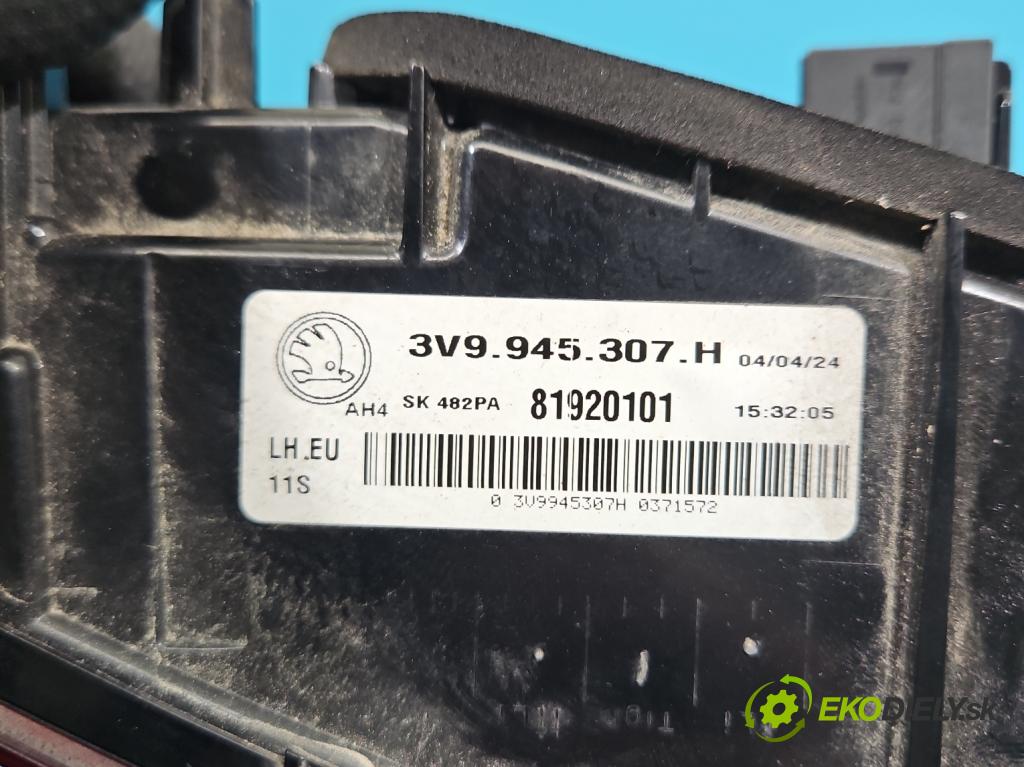 3V9.945.307.H 04/04/24
AH4 SK 482PA 81920101 15:32:05
LH.EU
11S
0 3V9945307H 0371572
EKODIELY.sk